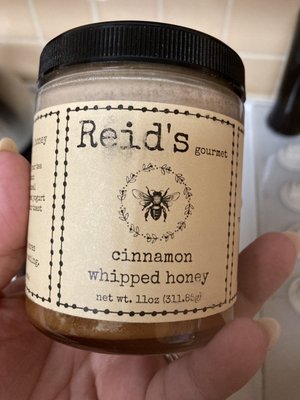 Reid's
gourmet
cinnamon
whipped honey
net wt. 11oz (311.85g)